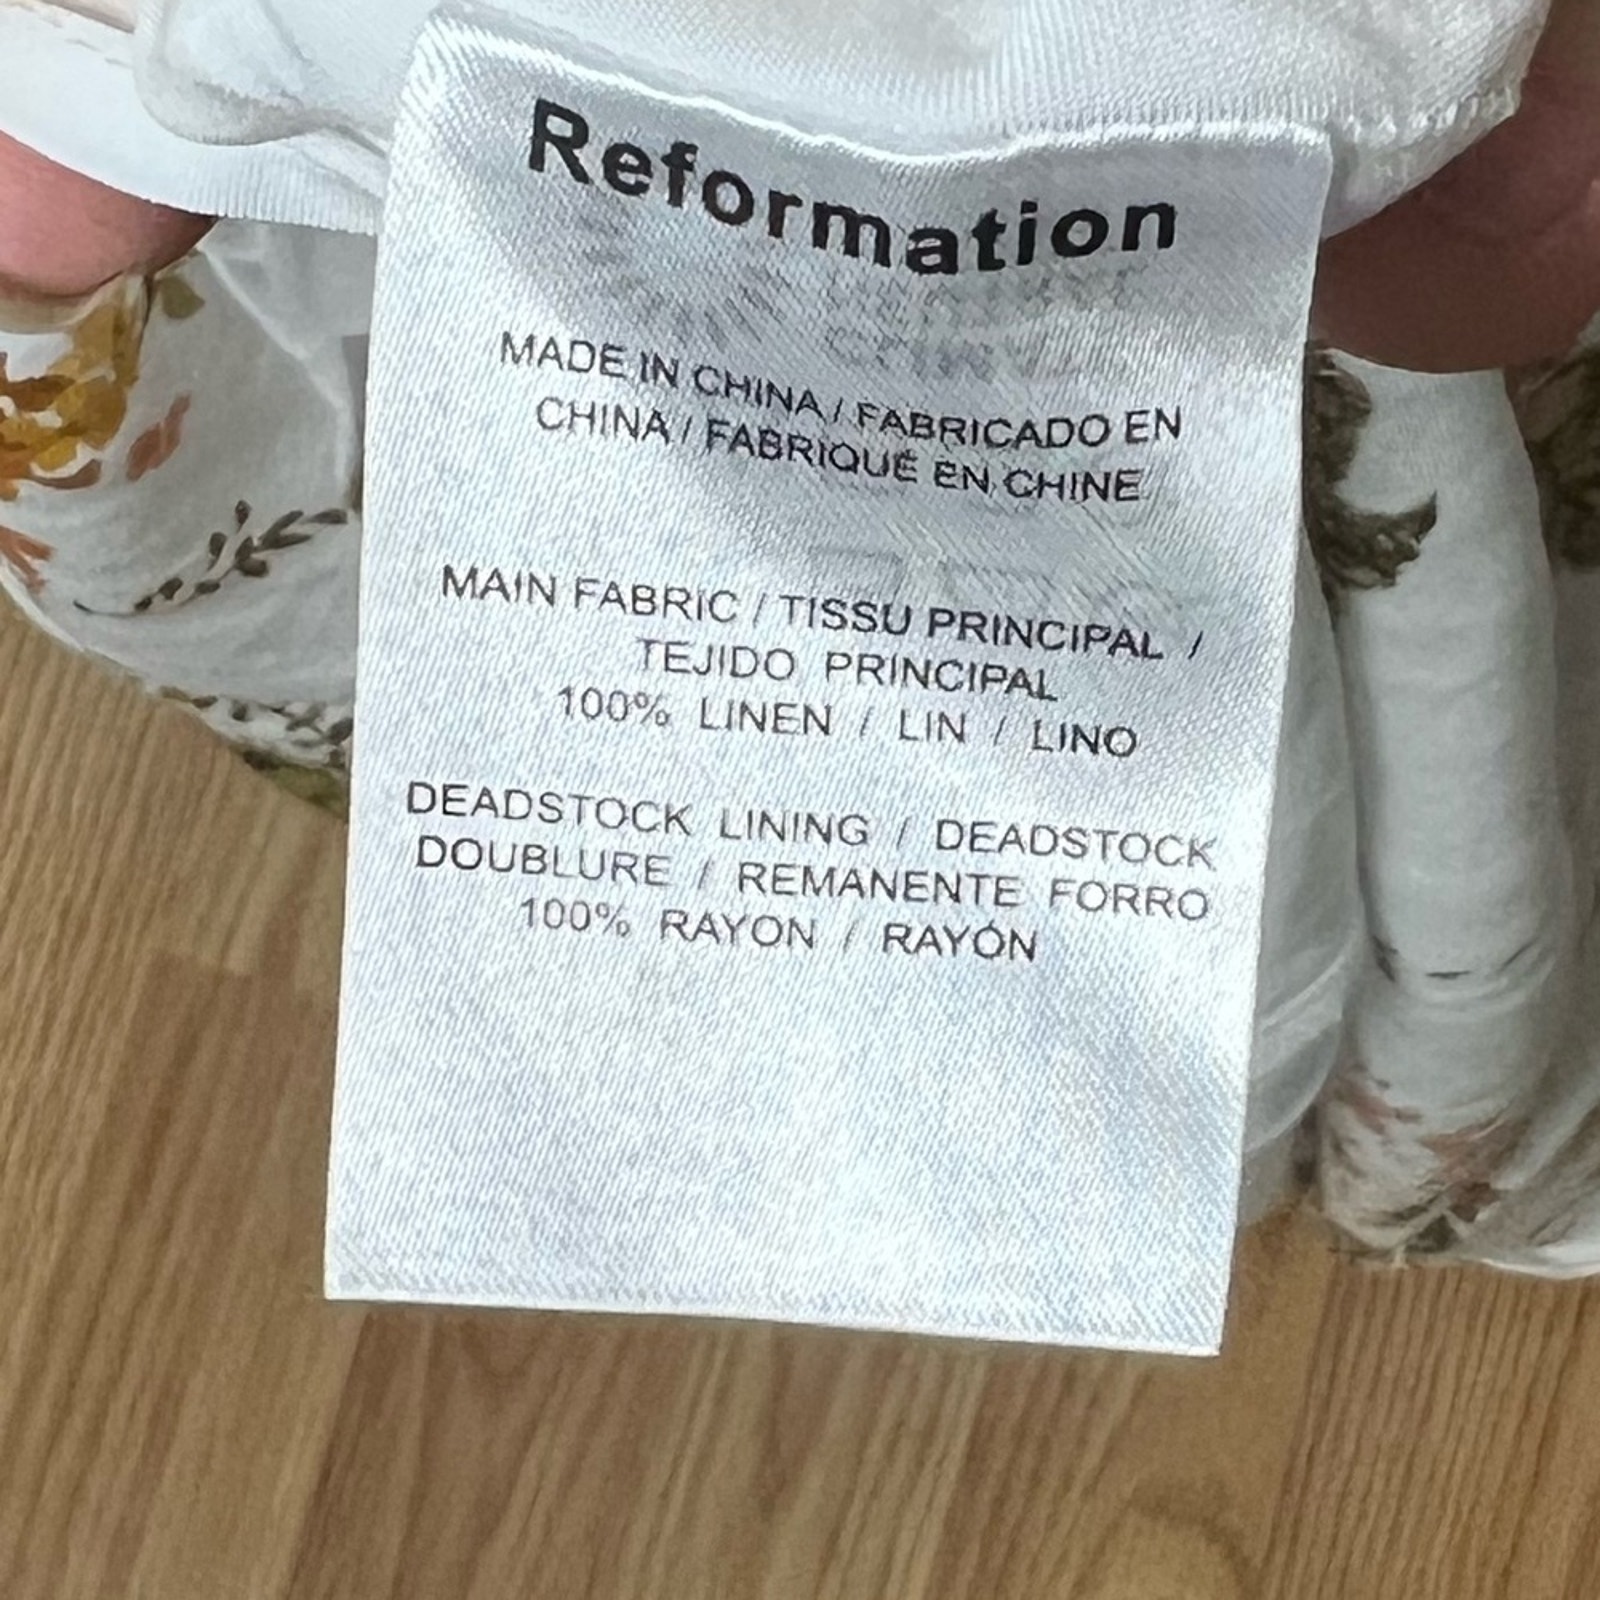 Reformation
MADE IN CHINA / FABRICADO EN
CHINA / FABRIQUÉ EN CHINE
MAIN FABRIC / TISSU PRINCIPAL /
TEJIDO PRINCIPAL
100% LINEN / LIN / LINO
DEADSTOCK LINING / DEADSTOCK
DOUBLURE / REMANENTE FORRO
100% RAYON / RAYÓN